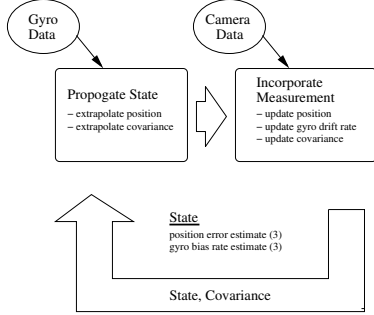 Gyro
Data
Camera
Data
Propogate State
– extrapolate position
– extrapolate covariance
Incorporate
Measurement
– update position
– update gyro drift rate
– update covariance
State
position error estimate (3)
gyro bias rate estimate (3)
State, Covariance